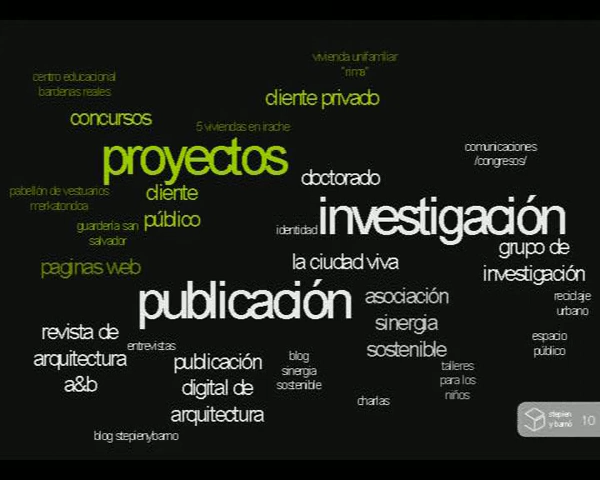 vivienda unifamiliar
"rima"
centro educacional
bardenas reales
cliente privado
concursos
5 viviendas en irache
proyectos
comunicaciones
/congresos/
doctorado
pabellón de vestuarios
merkatondoa
cliente
público
guardería san
salvador
identidad
investigación
grupo de
investigación
la ciudad viva
paginas web
publicación
asociación
sinergia
sostenible
reciclaje
urbano
revista de
arquitectura
a&b
entrevistas
publicación
digital de
arquitectura
blog
sinergia
sostenible
espacio
público
talleres
para los
niños
charlas
blog stepienybarno
stepien
y barnó
10